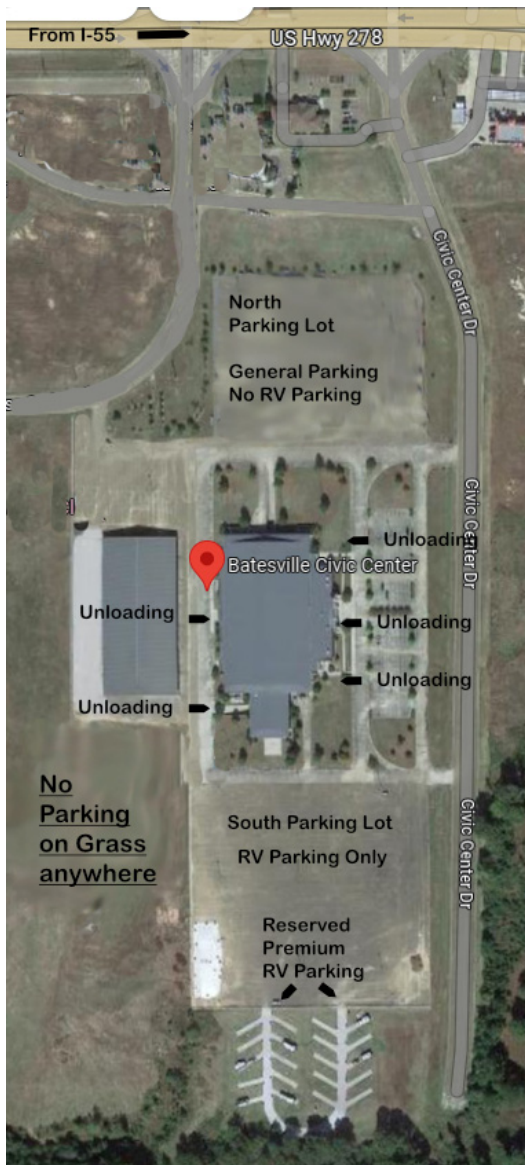 From I-55
US Hwy 278
Civic Center Dr
North
Parking Lot
General Parking
No RV Parking
Civic Center Dr
Unloading
Batesville Civic Center
Unloading
Unloading
Unloading
Unloading
No
Parking
on Grass
anywhere
South Parking Lot
RV Parking Only
Civic Center Dr
Reserved
Premium
RV Parking